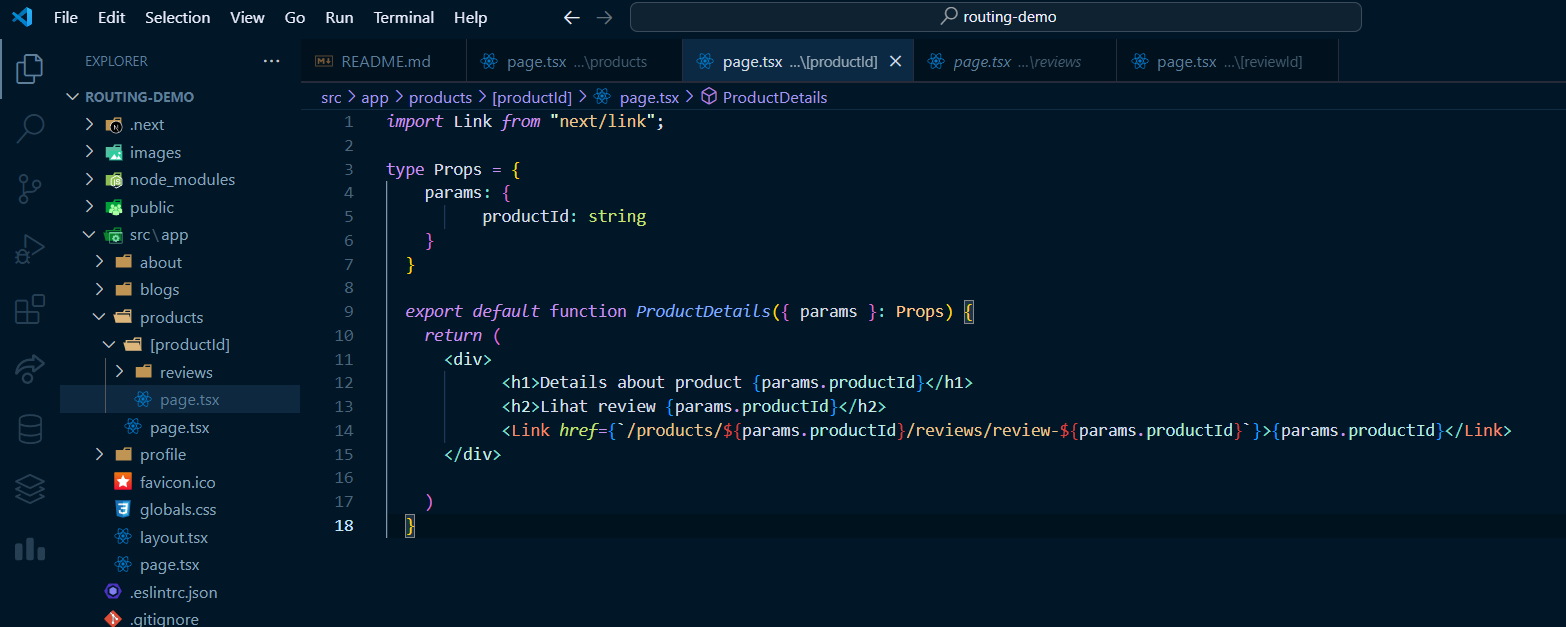 File Edit Selection View Go Run Terminal Help
routing-demo
EXPLORER
README.md
page.tsx ...\products
page.tsx ...\[productId]
page.tsx ...\reviews
page.tsx ...\[reviewId]
src > app > products > [productId] > page.tsx > ProductDetails
ROUTING-DEMO
.next
images
node_modules
public
src\app
about
blogs
products
[productId]
reviews
page.tsx
page.tsx
profile
favicon.ico
globals.css
layout.tsx
page.tsx
.eslintrc.json
.gitignore
1 import Link from "next/link";
2
3 type Props = {
4 params: {
5 productId: string
6 }
7 }
8
9 export default function ProductDetails({ params }: Props) {
10 return (
11 <div>
12 <h1>Details about product {params.productId}</h1>
13 <h2>Lihat review {params.productId}</h2>
14 <Link href={`/products/${params.productId}/reviews/review-${params.productId}`}>{params.productId}</Link>
15 </div>
16
17 )
18 }